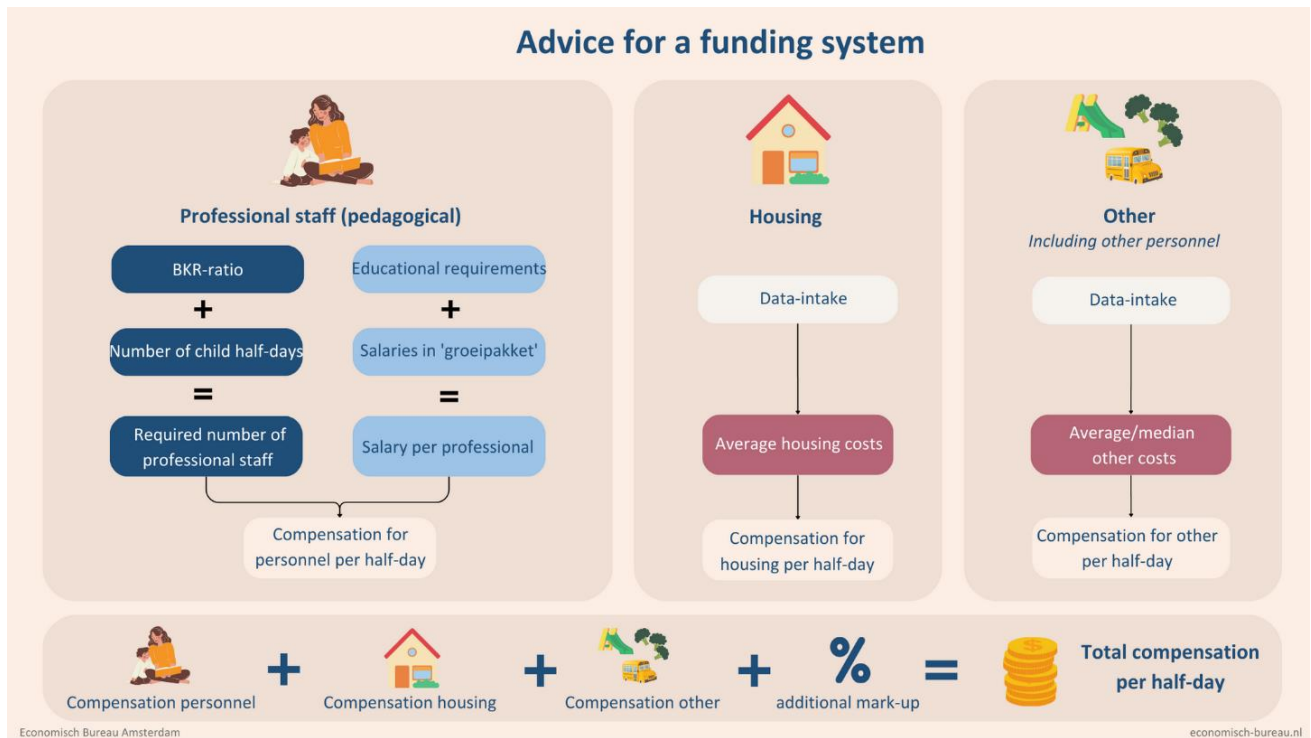 Advice for a funding system
Professional staff (pedagogical)
BKR-ratio
+
Number of child half-days
=
Required number of
professional staff
Educational requirements
+
Salaries in 'groeipakket'
=
Salary per professional
Compensation for
personnel per half-day
Housing
Data-intake
Average housing costs
Compensation for
housing per half-day
Other
Including other personnel
Data-intake
Average/median
other costs
Compensation for other
per half-day
Compensation personnel
+
Compensation housing
+
Compensation other
+
%
additional mark-up
=
Total compensation
per half-day
Economisch Bureau Amsterdam
economisch-bureau.nl